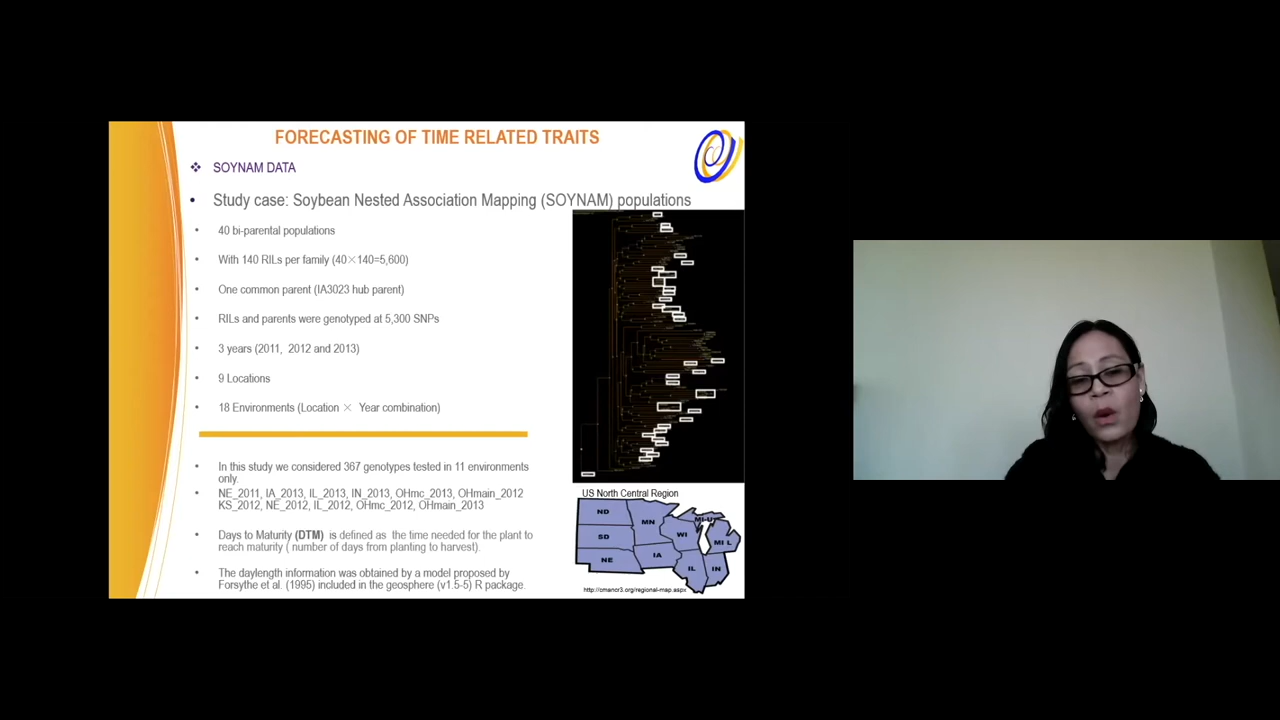 FORECASTING OF TIME RELATED TRAITS
❖ SOYNAM DATA
• Study case: Soybean Nested Association Mapping (SOYNAM) populations
• 40 bi-parental populations
• With 140 RILs per family (40×140=5,600)
• One common parent (IA3023 hub parent)
• RILs and parents were genotyped at 5,300 SNPs
• 3 years (2011, 2012 and 2013)
• 9 Locations
• 18 Environments (Location × Year combination)
• In this study we considered 367 genotypes tested in 11 environments
only.
• NE_2011, IA_2013, IL_2013, IN_2013, OHmc_2013, OHmain_2012
KS_2012, NE_2012, IL_2012, OHmc_2012, OHmain_2013
• Days to Maturity (DTM) is defined as the time needed for the plant to
reach maturity ( number of days from planting to harvest).
• The daylength information was obtained by a model proposed by
Forsythe et al. (1995) included in the geosphere (v1.5-5) R package.
US North Central Region
ND
MN
MI-U
SD
WI
MI L
NE
IA
IL
IN
http://cmancr3.org/regional-map.aspx